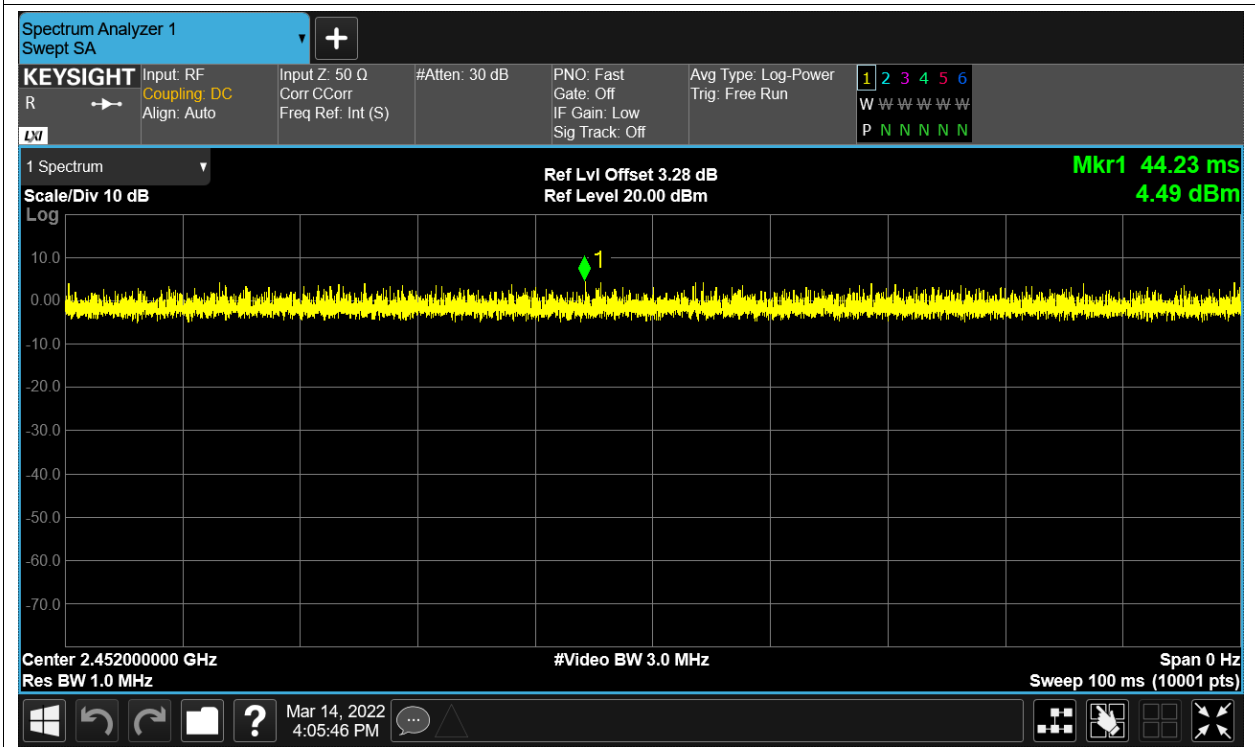 Spectrum Analyzer 1
Swept SA
KEYSIGHT
R
LXI
Input: RF
Coupling: DC
Align: Auto
Input Z: 50 Ω
Corr CCorr
Freq Ref: Int (S)
#Atten: 30 dB
PNO: Fast
Gate: Off
IF Gain: Low
Sig Track: Off
Avg Type: Log-Power
Trig: Free Run
1 2 3 4 5 6
W W W W W W
P N N N N N
1 Spectrum
Scale/Div 10 dB
Ref Lvl Offset 3.28 dB
Ref Level 20.00 dBm
Mkr1 44.23 ms
4.49 dBm
Log
10.0
0.00
-10.0
-20.0
-30.0
-40.0
-50.0
-60.0
-70.0
1
Center 2.452000000 GHz
Res BW 1.0 MHz
#Video BW 3.0 MHz
Span 0 Hz
Sweep 100 ms (10001 pts)
?
Mar 14, 2022
4:05:46 PM